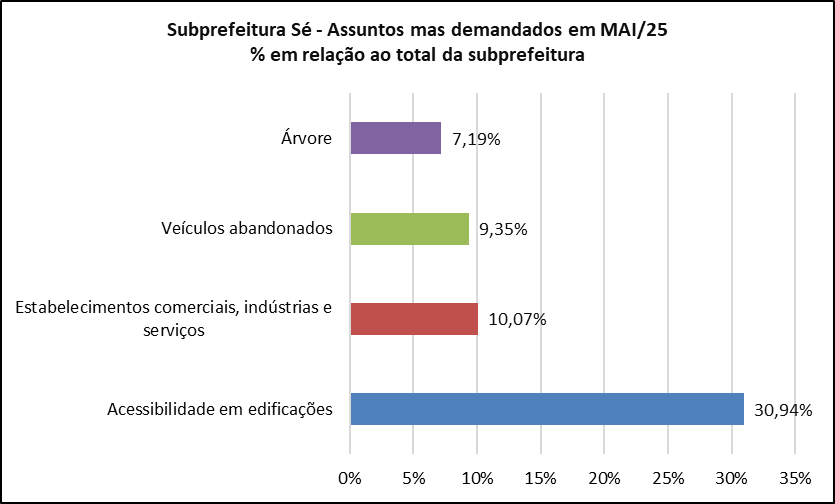 Subprefeitura Sé - Assuntos mas demandados em MAI/25
% em relação ao total da subprefeitura
Árvore
7,19%
Veículos abandonados
9,35%
Estabelecimentos comerciais, indústrias e
serviços
10,07%
Acessibilidade em edificações
30,94%
0% 5% 10% 15% 20% 25% 30% 35%